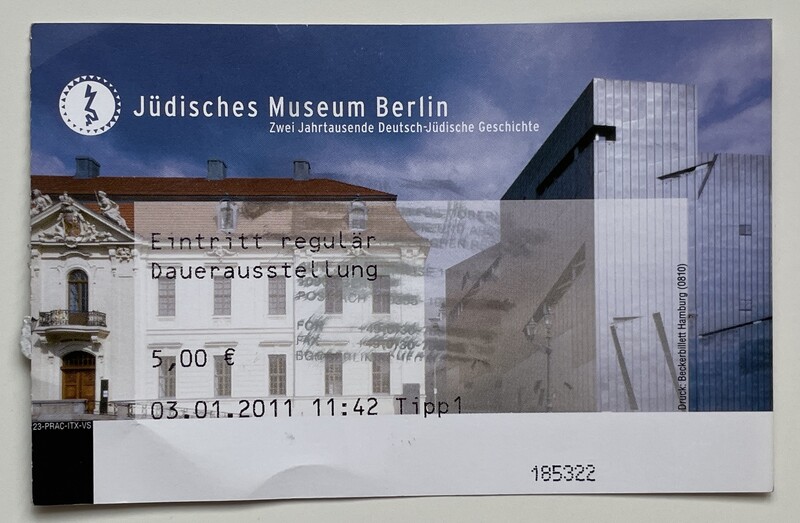 Jüdisches Museum Berlin
Zwei Jahrtausende Deutsch-Jüdische Geschichte
Eintritt regulär
Dauerausstellung
5,00 €
03.01.2011 11:42 Tipp1
Druck: Beckerbillett Hamburg (0810)
23-PRAC-ITX-VS
185322